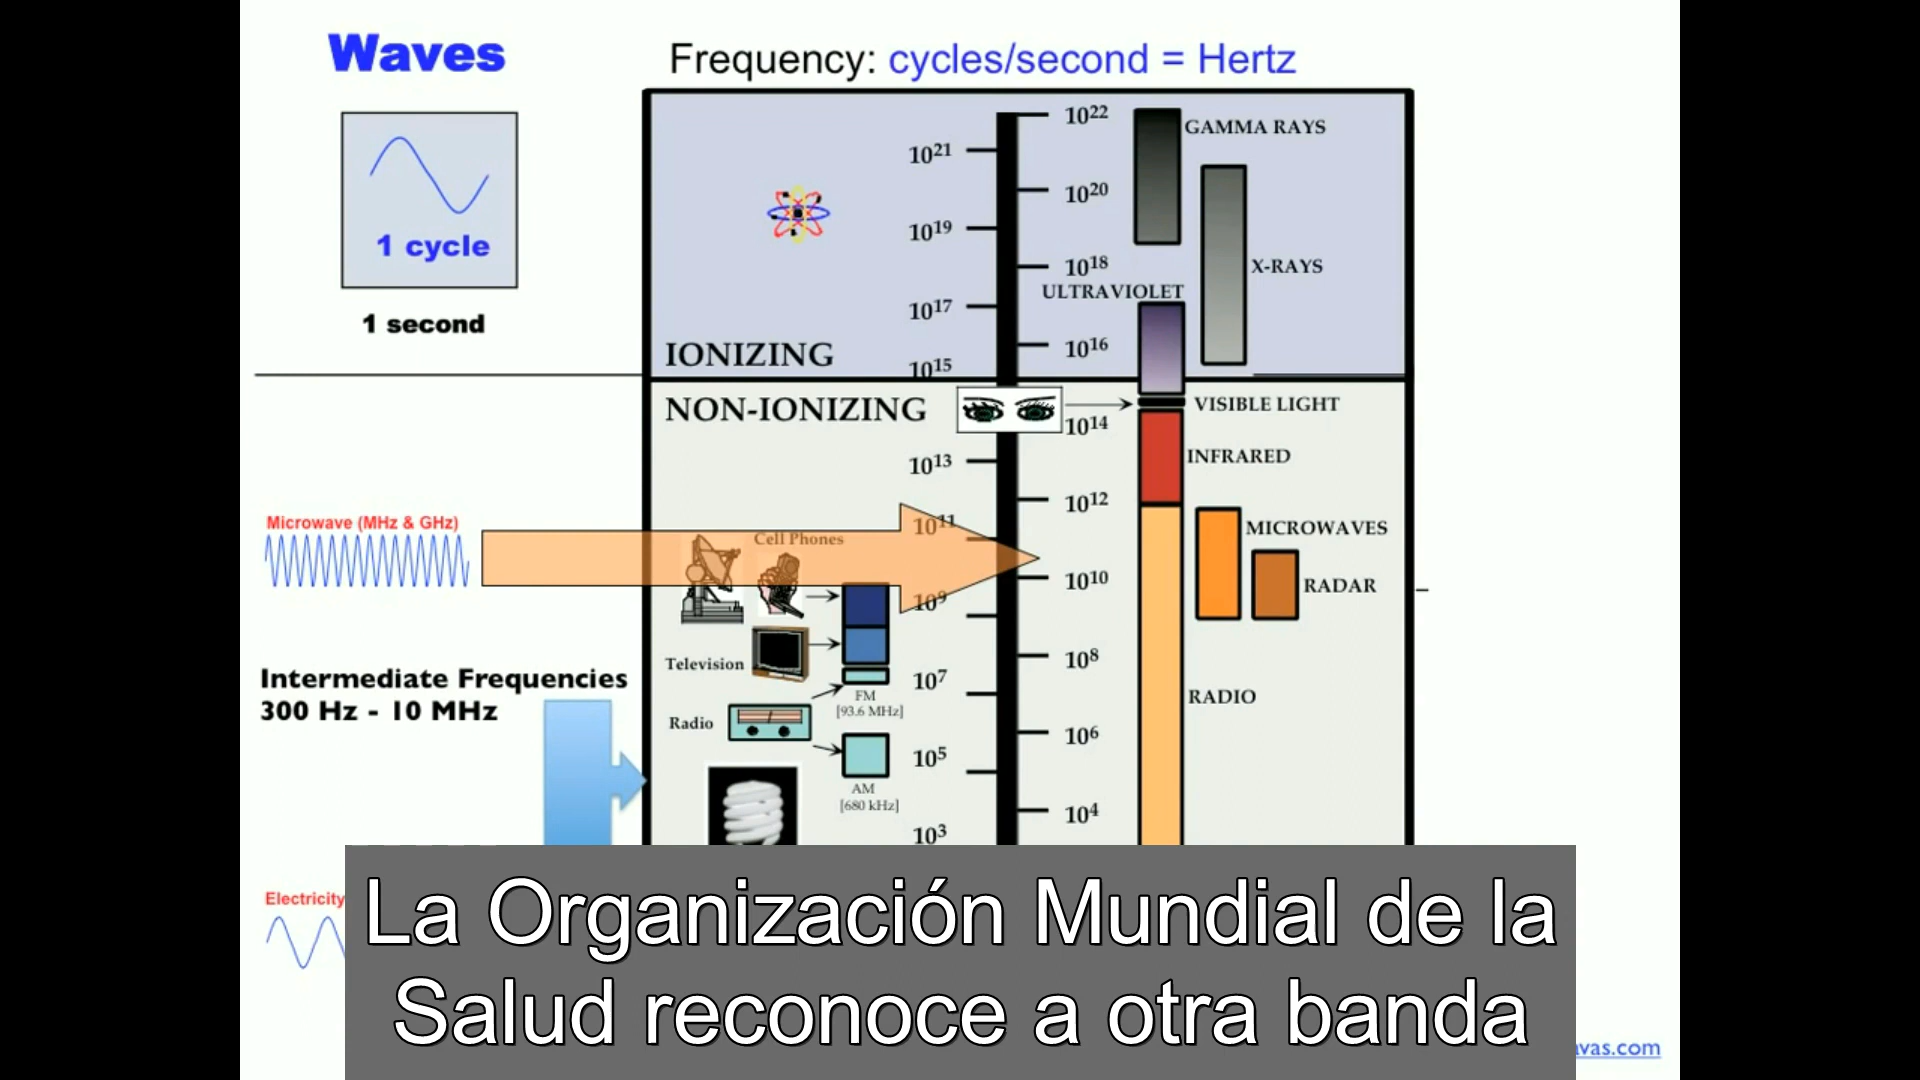 Waves
Frequency: cycles/second = Hertz
1 cycle
1 second
10²²
GAMMA RAYS
10²¹
10²⁰
10¹⁹
10¹⁸
X-RAYS
ULTRAVIOLET
10¹⁷
10¹⁶
IONIZING
10¹⁵
NON-IONIZING
VISIBLE LIGHT
10¹⁴
INFRARED
10¹³
10¹²
Microwave (MHz & GHz)
10¹¹
MICROWAVES
Cell Phones
10¹⁰
RADAR
10⁹
Television
10⁸
Intermediate Frequencies
300 Hz - 10 MHz
10⁷
FM
[93.6 MHz]
RADIO
Radio
10⁶
10⁵
AM
[680 kHz]
10⁴
10³
Electricity
La Organización Mundial de la
Salud reconoce a otra banda
avas.com